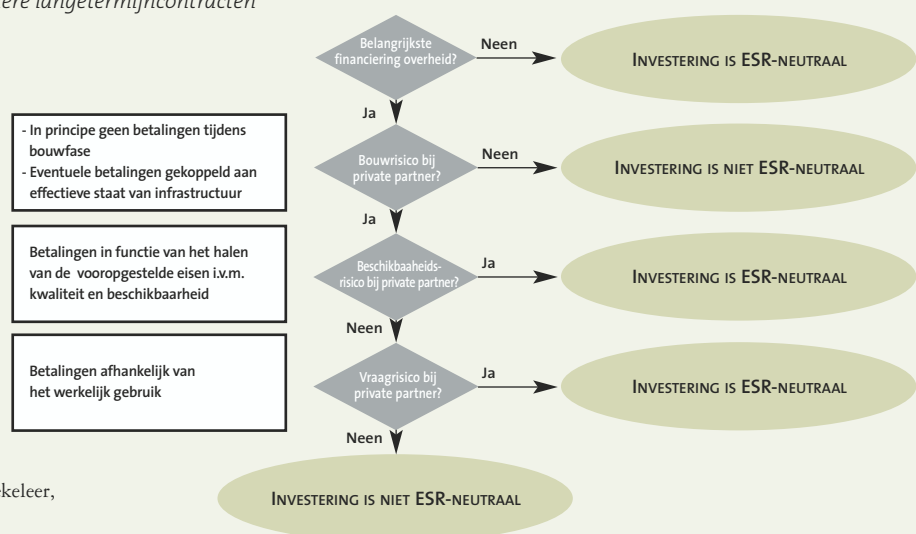 langetermijncontracten
Belangrijkste
financiering overheid?
Neen
INVESTERING IS ESR-NEUTRAAL
Ja
- In principe geen betalingen tijdens
bouwfase
- Eventuele betalingen gekoppeld aan
effectieve staat van infrastructuur
Bouwrisico bij
private partner?
Neen
INVESTERING IS NIET ESR-NEUTRAAL
Ja
Betalingen in functie van het halen
van de vooropgestelde eisen i.v.m.
kwaliteit en beschikbaarheid
Beschikbaaheids-
risico bij private partner?
Ja
INVESTERING IS ESR-NEUTRAAL
Neen
Betalingen afhankelijk van
het werkelijk gebruik
Vraagrisico bij
private partner?
Ja
INVESTERING IS ESR-NEUTRAAL
Neen
ekeleer,
INVESTERING IS NIET ESR-NEUTRAAL